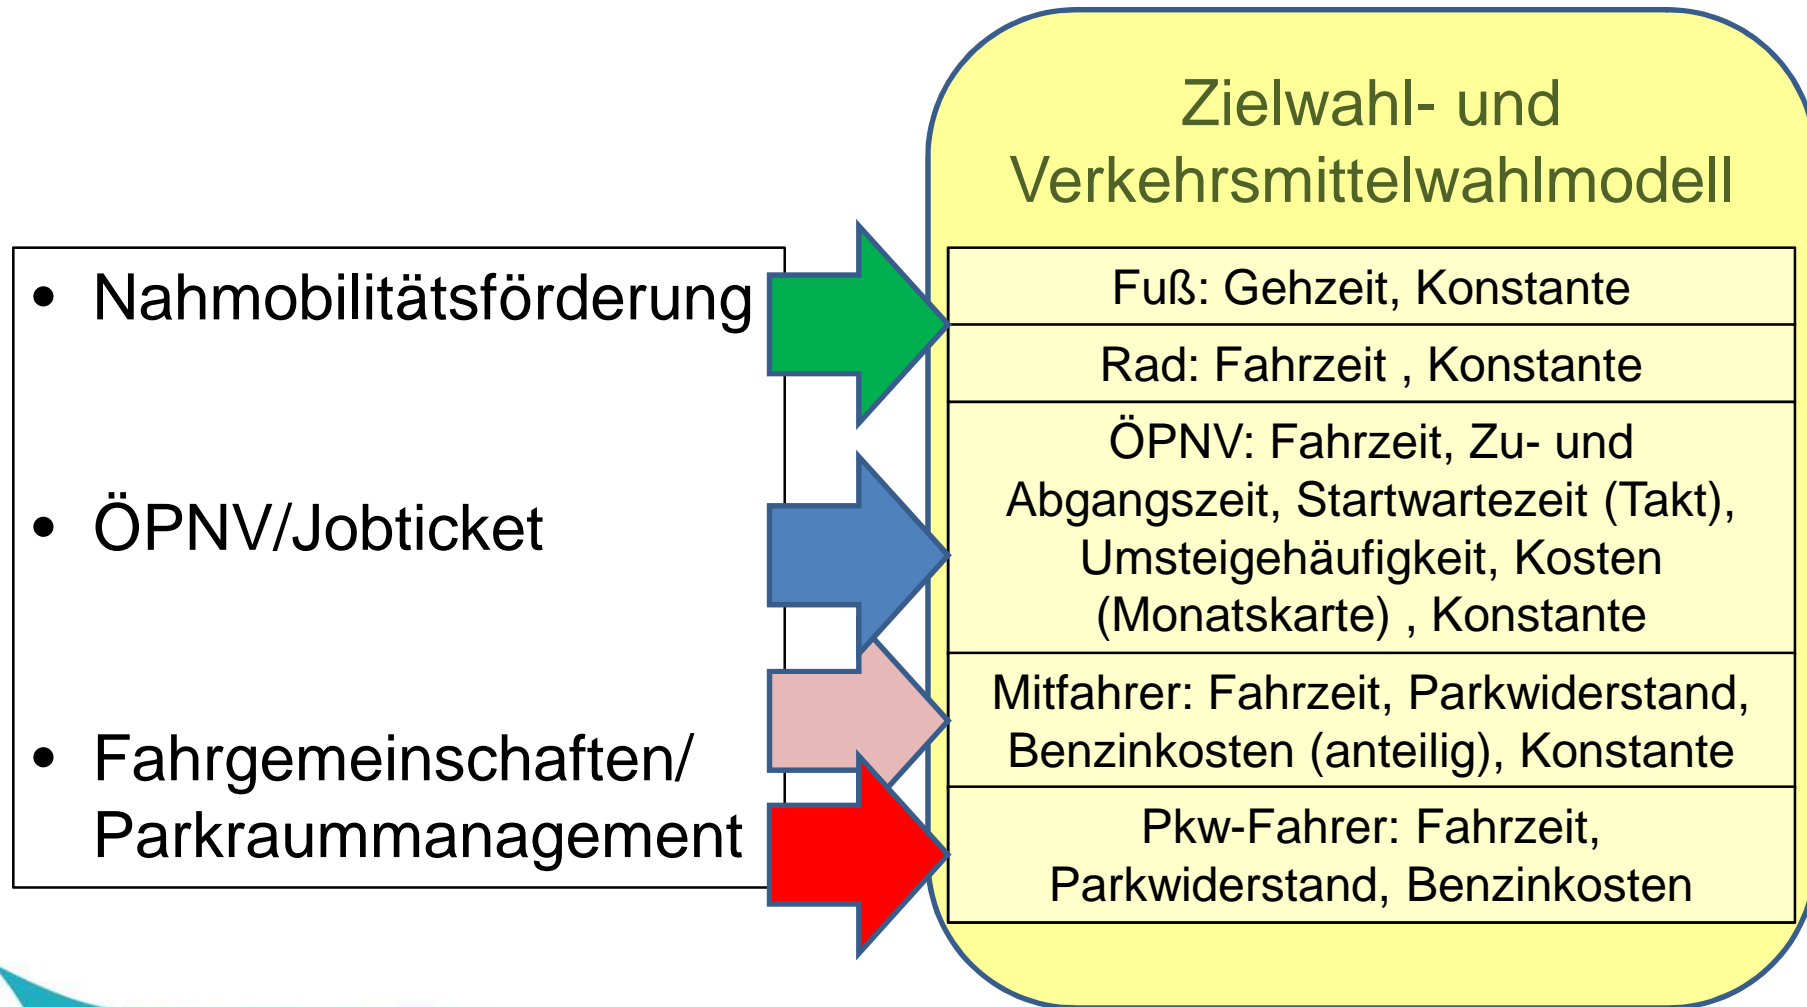 Zielwahl- und
Verkehrsmittelwahlmodell
• Nahmobilitätsförderung
• ÖPNV/Jobticket
• Fahrgemeinschaften/
Parkraummanagement
Fuß: Gehzeit, Konstante
Rad: Fahrzeit , Konstante
ÖPNV: Fahrzeit, Zu- und
Abgangszeit, Startwartezeit (Takt),
Umsteigehäufigkeit, Kosten
(Monatskarte) , Konstante
Mitfahrer: Fahrzeit, Parkwiderstand,
Benzinkosten (anteilig), Konstante
Pkw-Fahrer: Fahrzeit,
Parkwiderstand, Benzinkosten